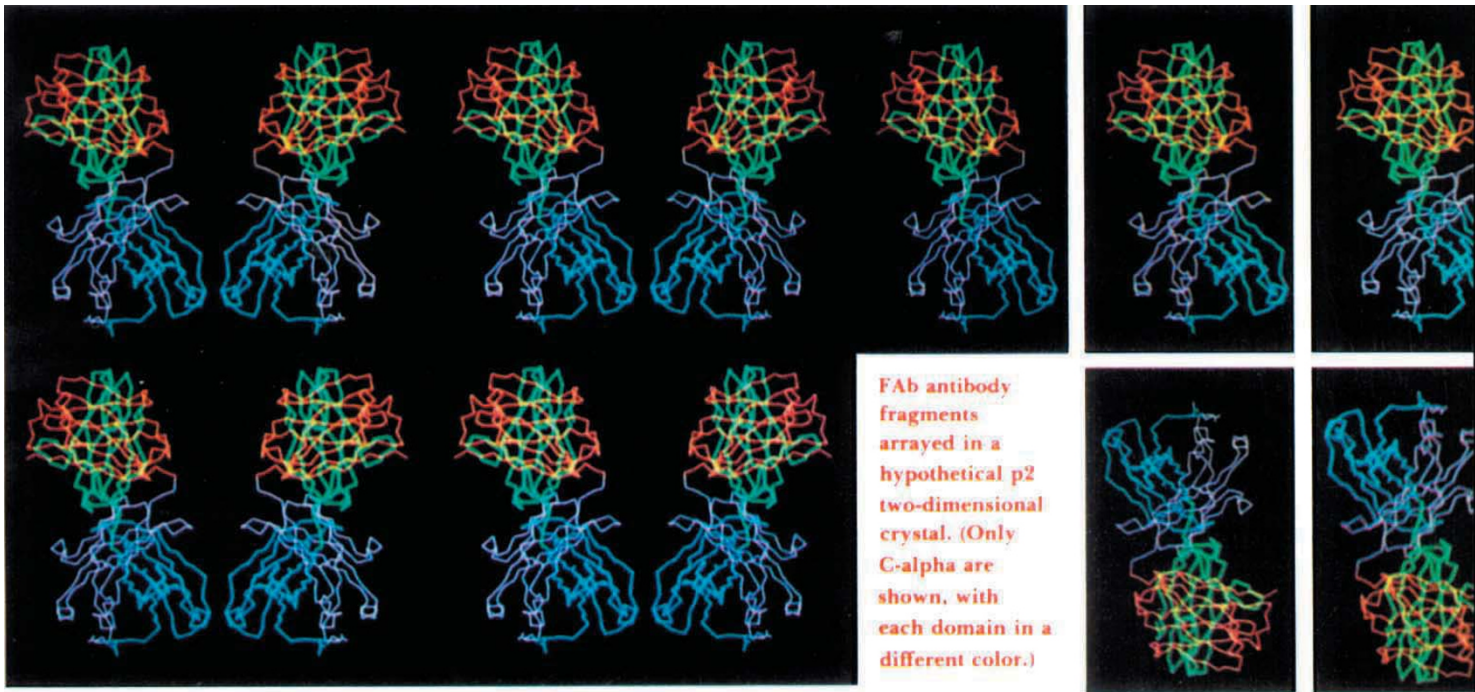 FAb antibody
fragments
arrayed in a
hypothetical p2
two-dimensional
crystal. (Only
C-alpha are
shown, with
each domain in a
different color.)